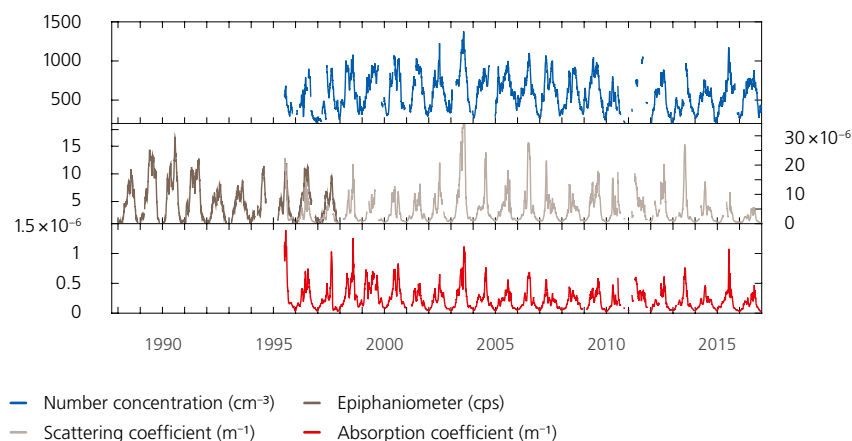 1500
1000
500
15
10
5
30 × 10⁻⁶
20
10
0
1.5 × 10⁻⁶
1
0.5
0
1990 1995 2000 2005 2010 2015
Number concentration (cm⁻³) Epiphaniometer (cps)
Scattering coefficient (m⁻¹) Absorption coefficient (m⁻¹)